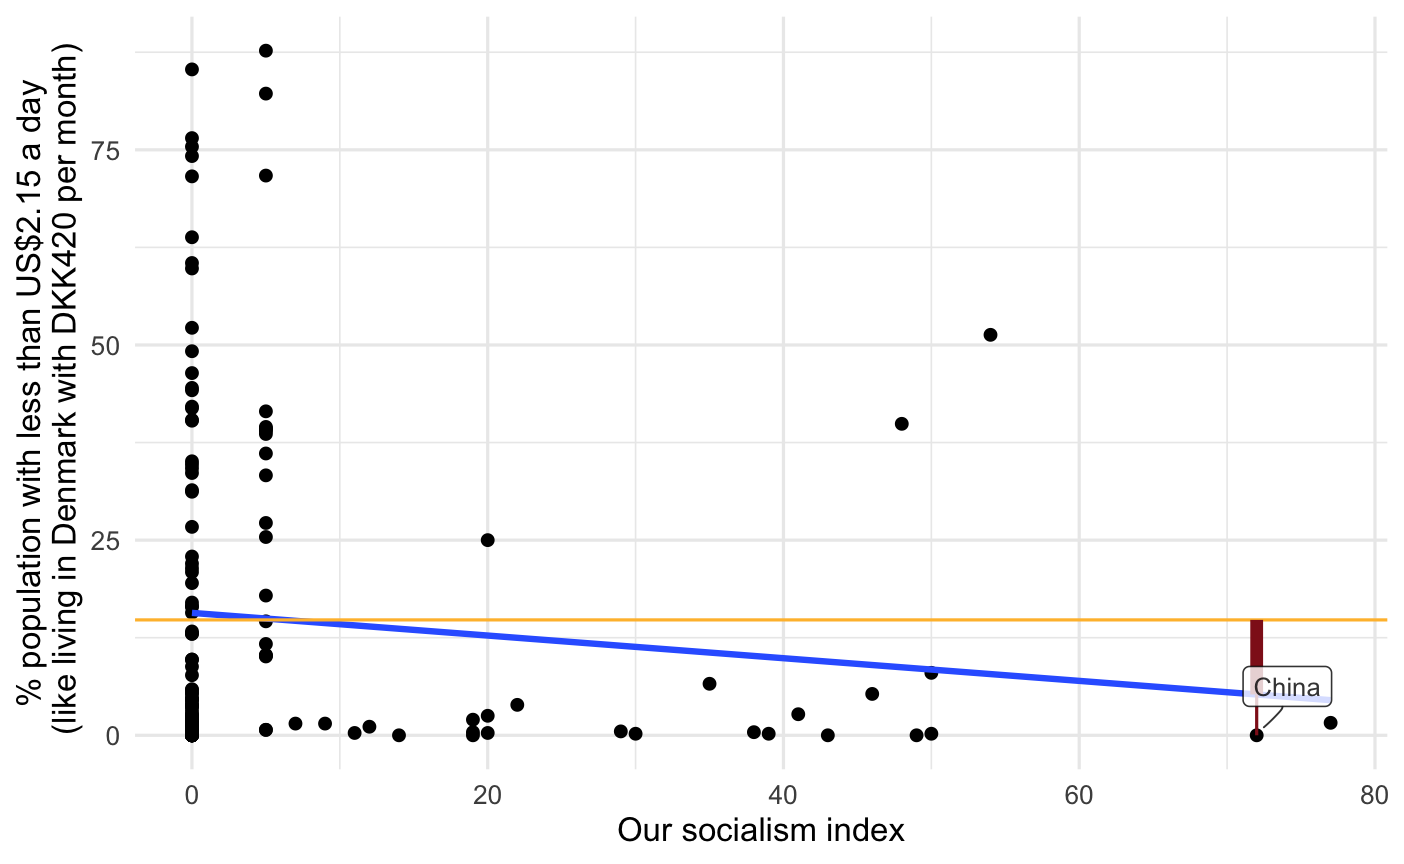 % population with less than US$2.15 a day
(like living in Denmark with DKK420 per month)
75
50
25
0
China
0 20 40 60 80
Our socialism index